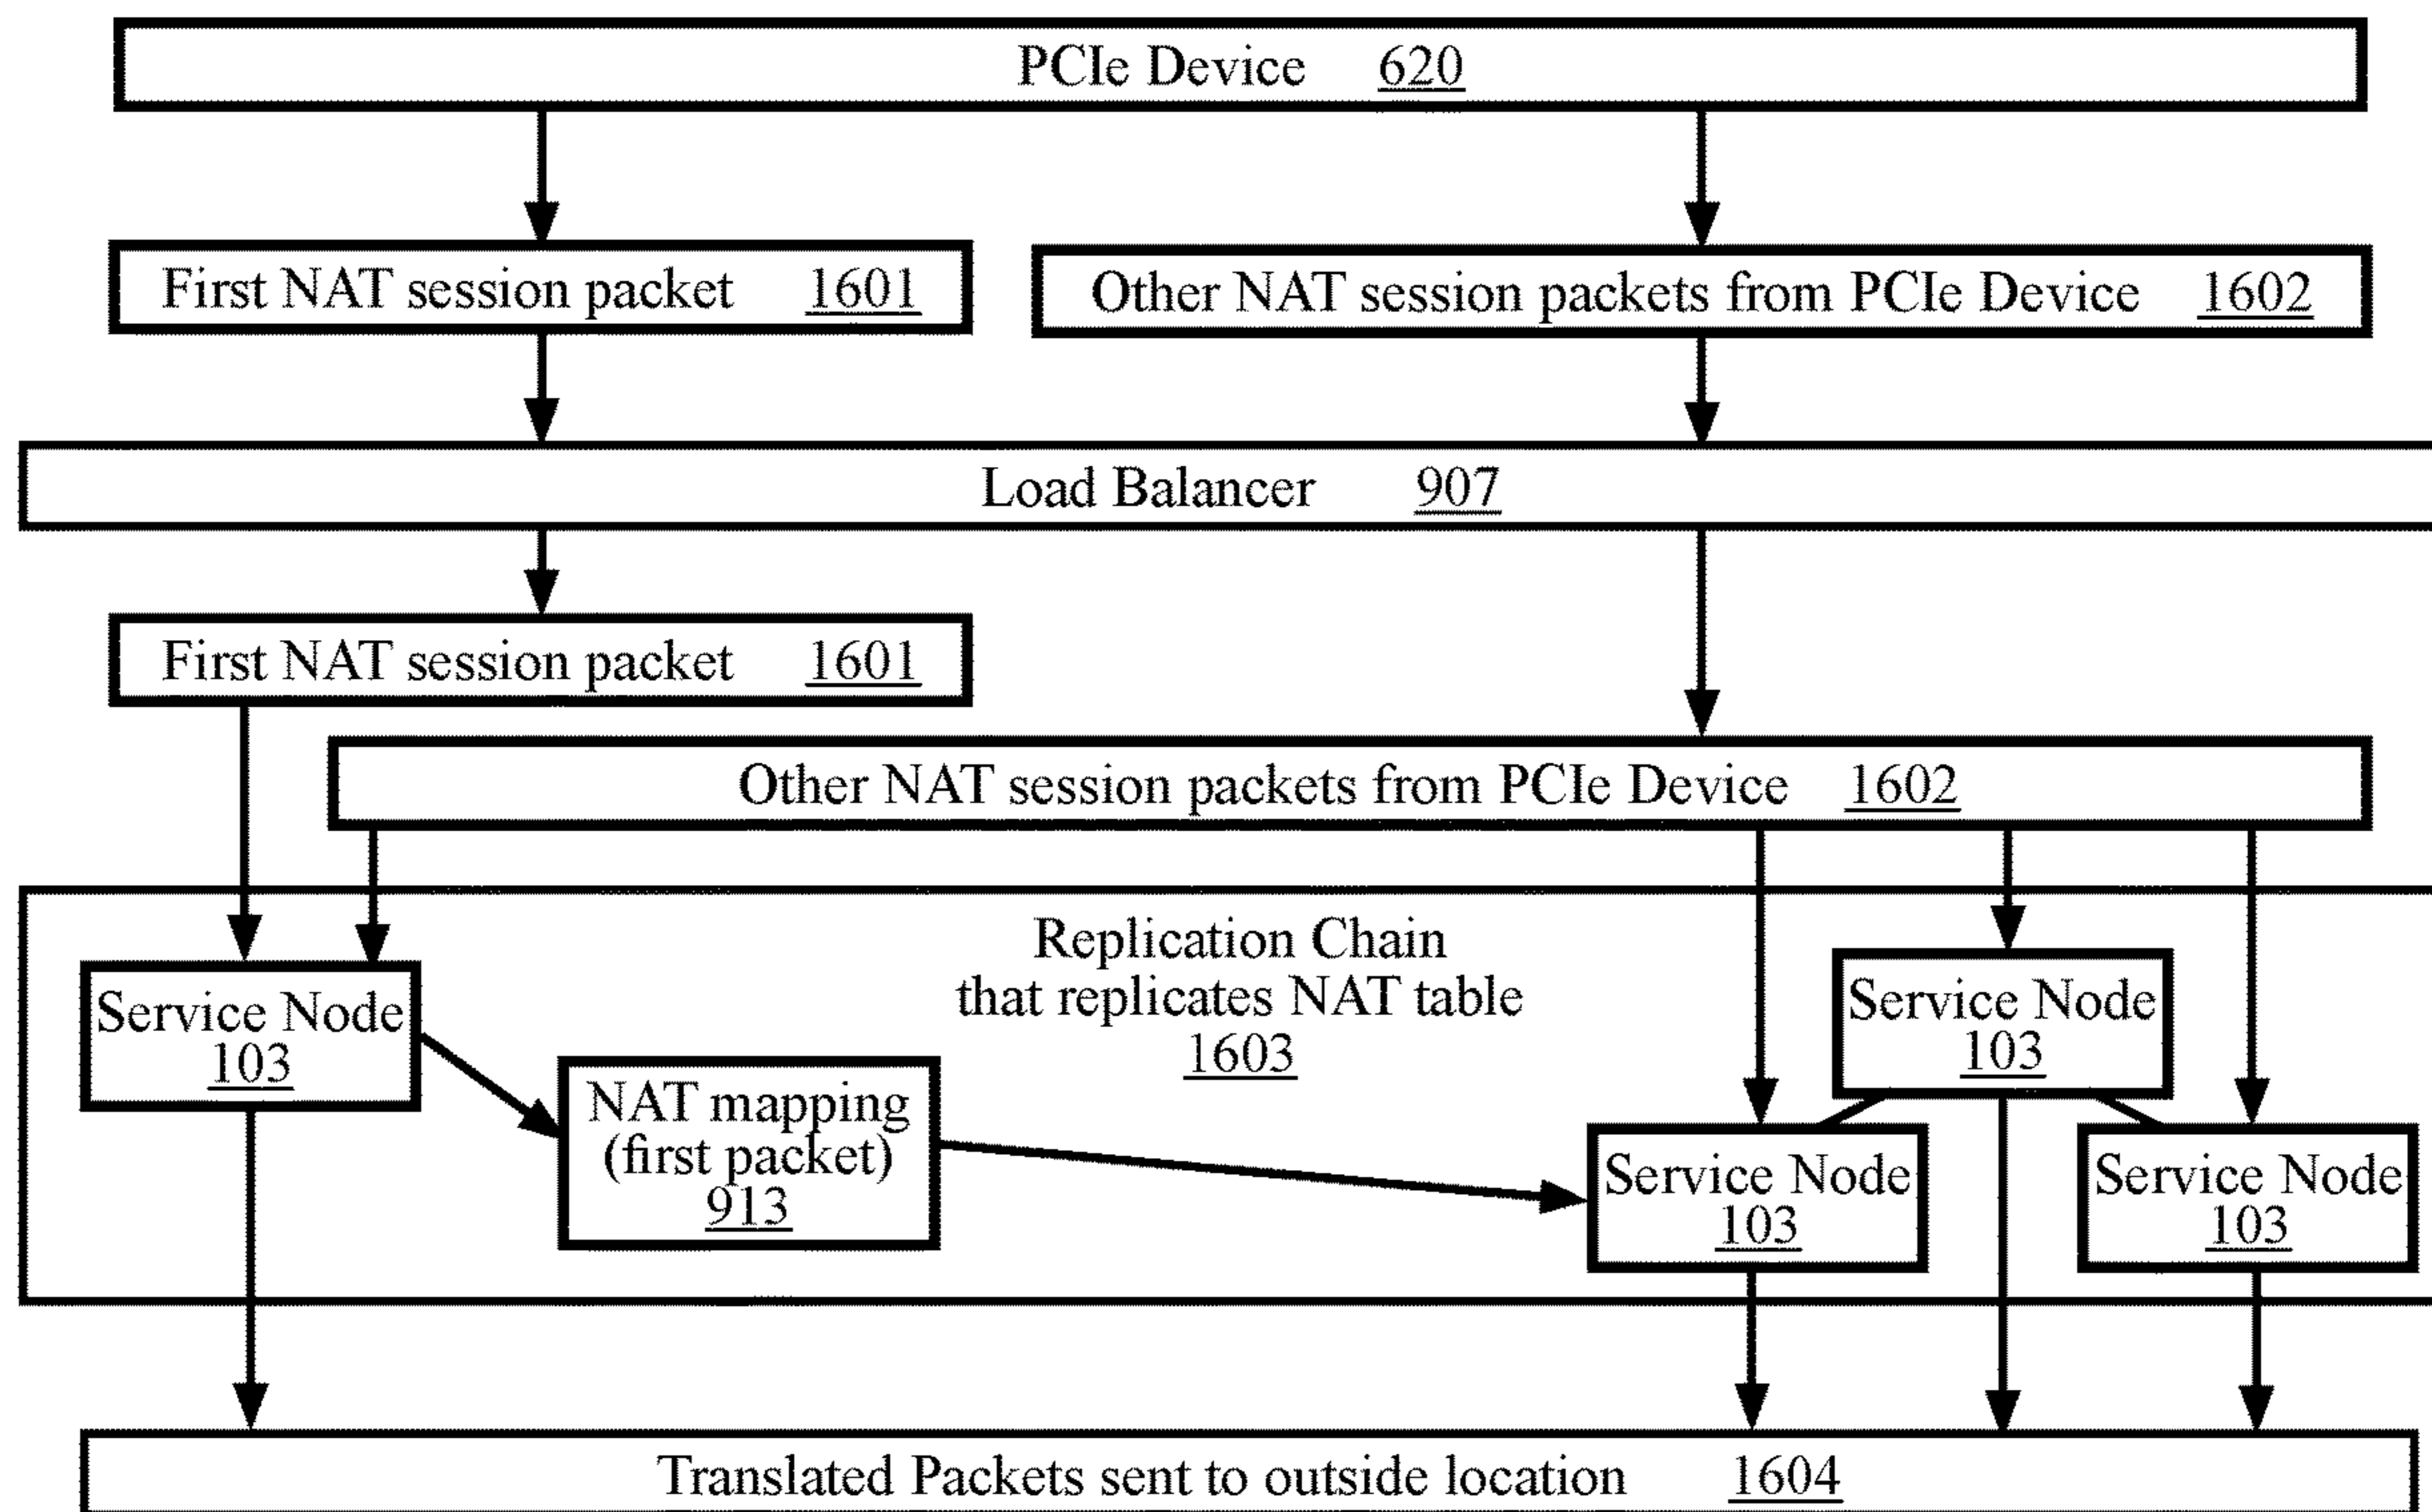 PCIe Device 620
First NAT session packet 1601
Other NAT session packets from PCIe Device 1602
Load Balancer 907
First NAT session packet 1601
Other NAT session packets from PCIe Device 1602
Replication Chain
that replicates NAT table
1603
Service Node
103
NAT mapping
(first packet)
913
Service Node
103
Service Node
103
Service Node
103
Translated Packets sent to outside location 1604